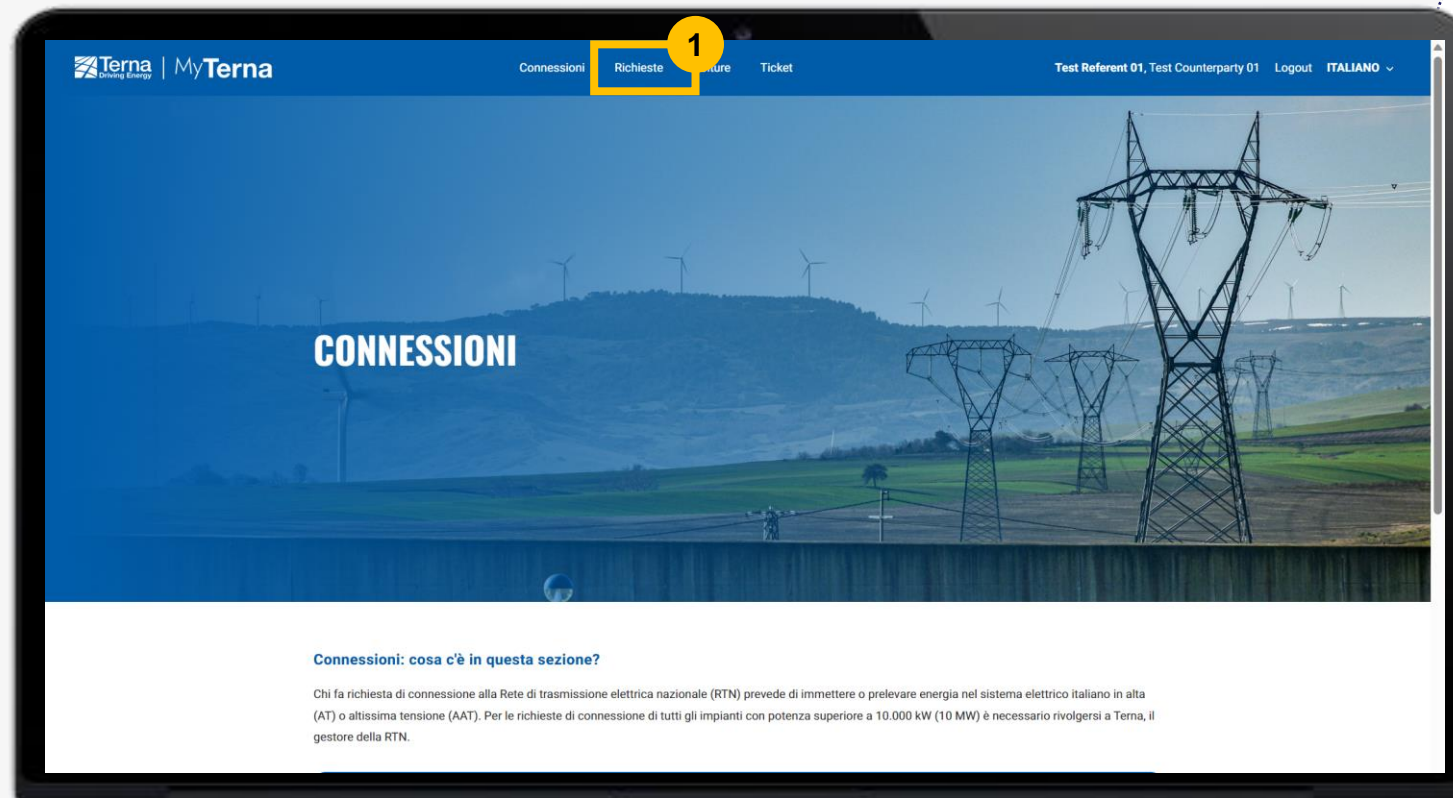 1
Terna
Driving Energy
MyTerna
Connessioni Richieste Ticket
Test Referent 01, Test Counterparty 01 Logout ITALIANO
CONNESSIONI
Connessioni: cosa c'è in questa sezione?
Chi fa richiesta di connessione alla Rete di trasmissione elettrica nazionale (RTN) prevede di immettere o prelevare energia nel sistema elettrico italiano in alta
(AT) o altissima tensione (AAT). Per le richieste di connessione di tutti gli impianti con potenza superiore a 10.000 kW (10 MW) è necessario rivolgersi a Terna, il
gestore della RTN.